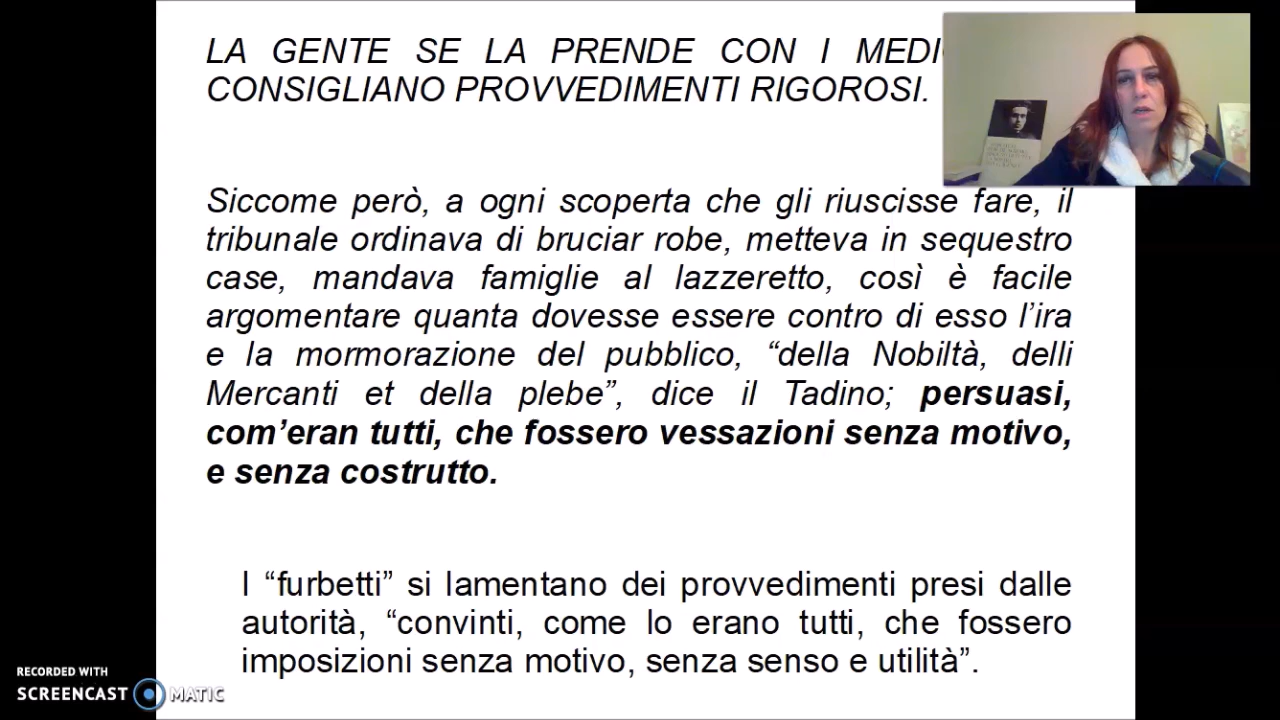 LA GENTE SE LA PRENDE CON I
CONSIGLIANO PROVVEDIMENTI RIGOROSI.
Siccome però, a ogni scoperta che gli riuscisse fare, il
tribunale ordinava di bruciar robe, metteva in sequestro
case, mandava famiglie al lazzeretto, così è facile
argomentare quanta dovesse essere contro di esso l’ira
e la mormorazione del pubblico, “della Nobiltà, delli
Mercanti et della plebe”, dice il Tadino; persuasi,
com’eran tutti, che fossero vessazioni senza motivo,
e senza costrutto.
I “furbetti” si lamentano dei provvedimenti presi dalle
autorità, “convinti, come lo erano tutti, che fossero
imposizioni senza motivo, senza senso e utilità”.
RECORDED WITH
SCREENCAST MATIC